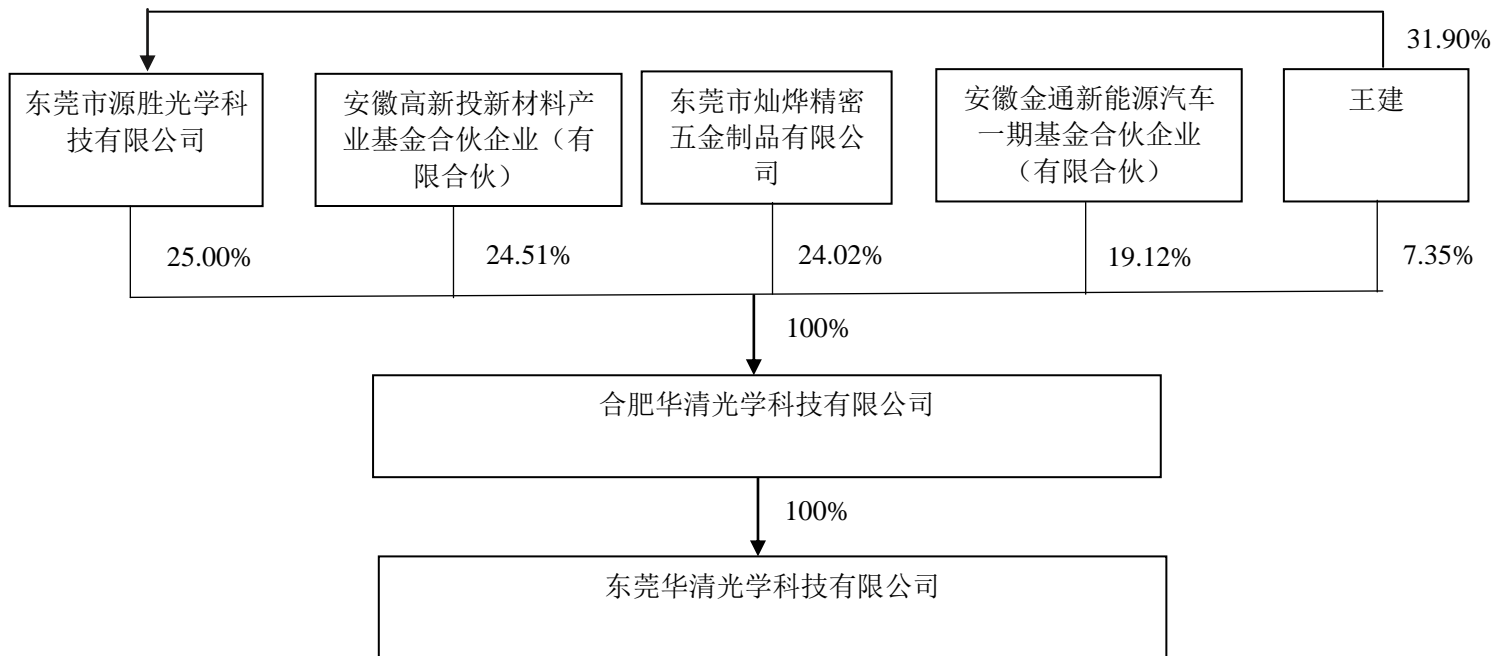 31.90%
东莞市源胜光学科
技有限公司
安徽高新投新材料产
业基金合伙企业（有
限合伙）
东莞市灿烨精密
五金制品有限公
司
安徽金通新能源汽车
一期基金合伙企业
（有限合伙）
王建
25.00%
24.51%
24.02%
19.12%
7.35%
100%
合肥华清光学科技有限公司
100%
东莞华清光学科技有限公司